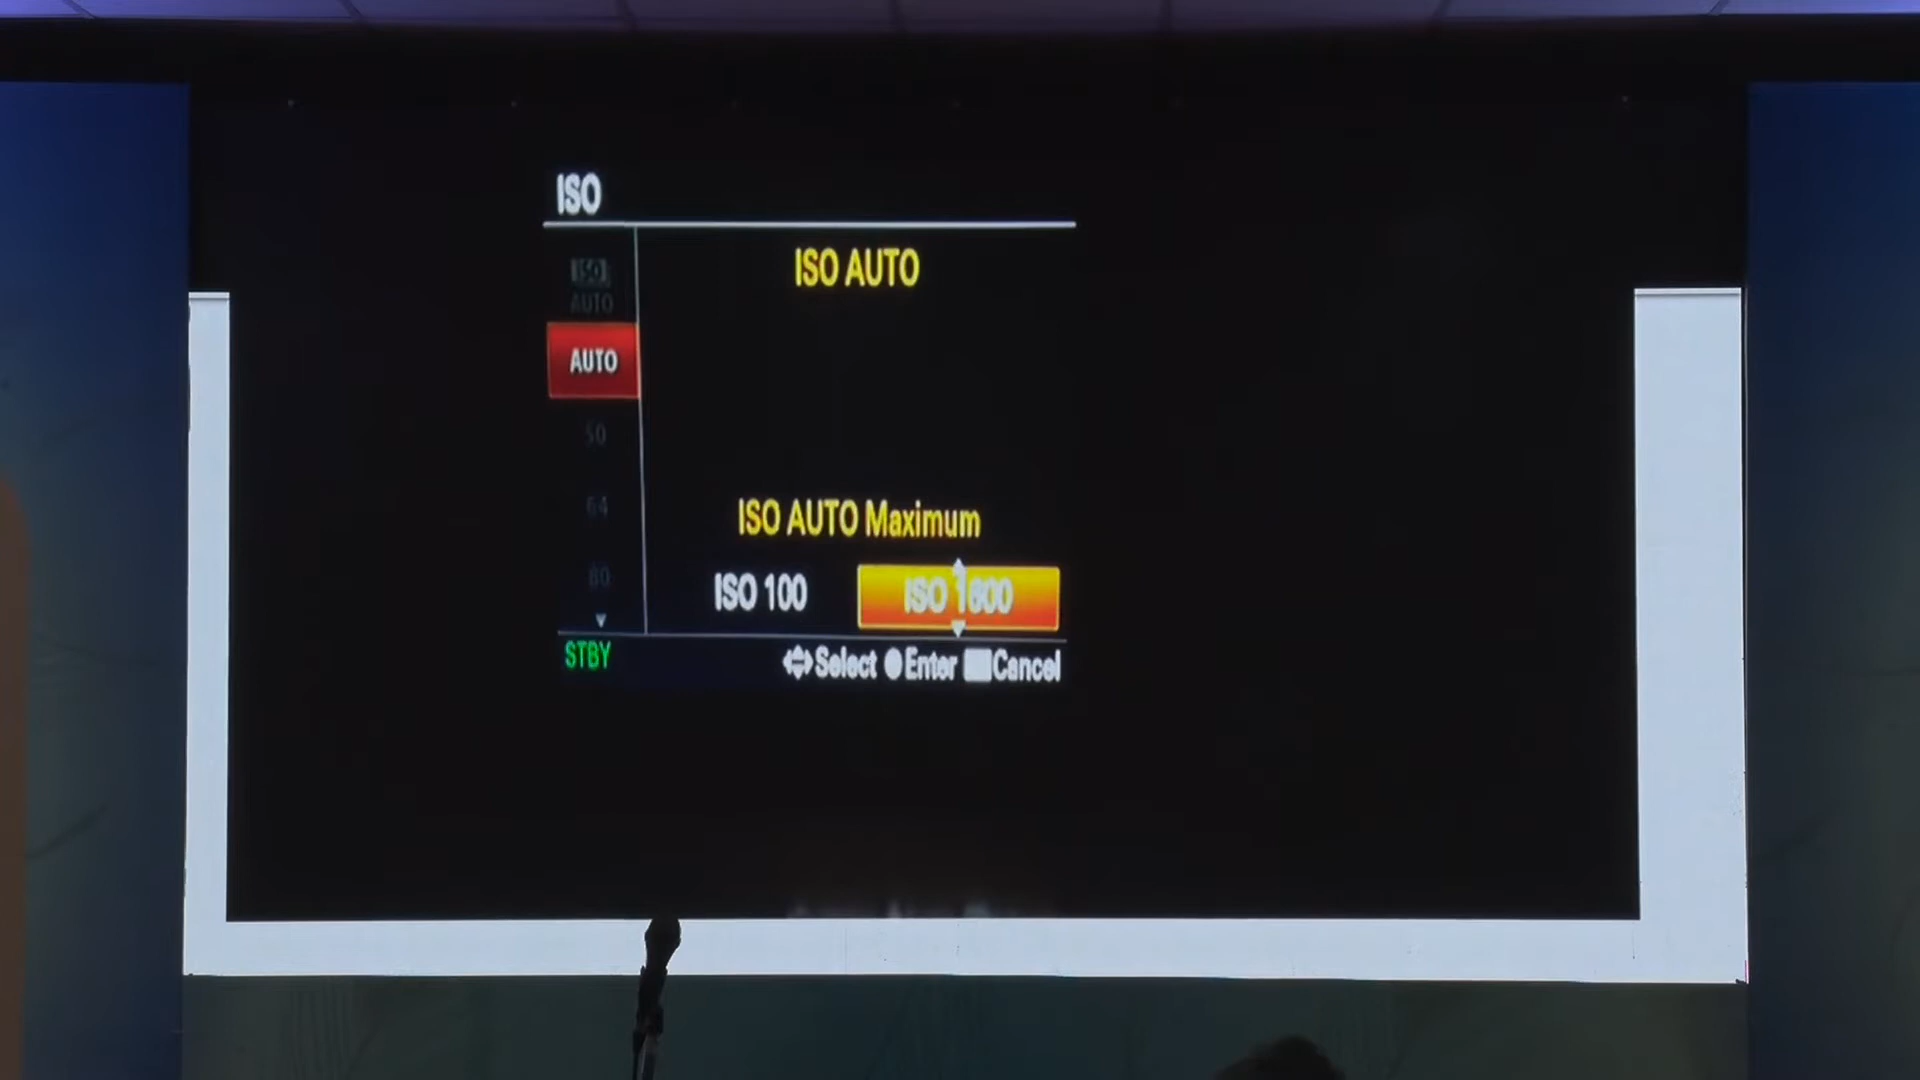 ISO
ISO AUTO
ISO
AUTO
AUTO
50
64
ISO AUTO Maximum
80
ISO 100
ISO 1600
STBY
Select Enter Cancel